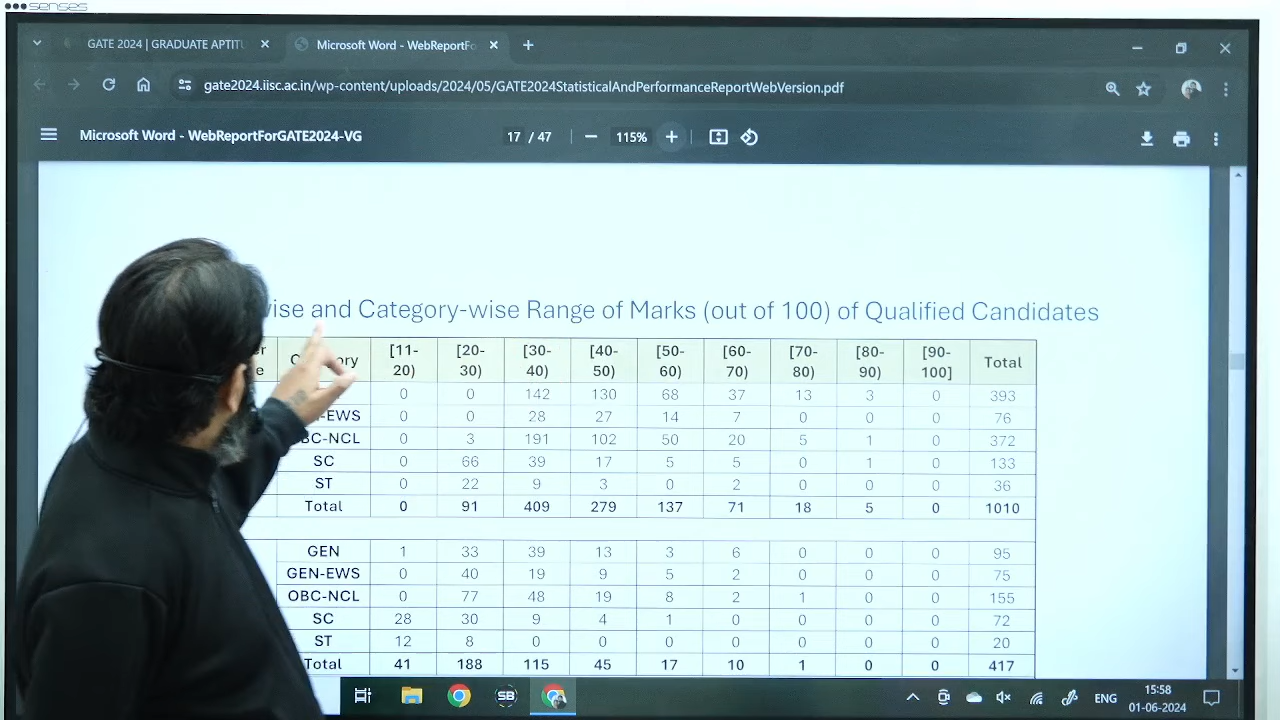 senses
GATE 2024 | GRADUATE APTIT
Microsoft Word - WebReportFo
gate2024.iisc.ac.in/wp-content/uploads/2024/05/GATE2024StatisticalAndPerformanceReportWebVersion.pdf
Microsoft Word - WebReportForGATE2024-VG 17 / 47 115%
wise and Category-wise Range of Marks (out of 100) of Qualified Candidates
[11-20) [20-30) [30-40) [40-50) [50-60) [60-70) [70-80) [80-90) [90-100] Total
0 0 142 130 68 37 13 3 0 393
-EWS 0 0 28 27 14 7 0 0 0 76
BC-NCL 0 3 191 102 50 20 5 1 0 372
SC 0 66 39 17 5 5 0 1 0 133
ST 0 22 9 3 0 2 0 0 0 36
Total 0 91 409 279 137 71 18 5 0 1010
GEN 1 33 39 13 3 6 0 0 0 95
GEN-EWS 0 40 19 9 5 2 0 0 0 75
OBC-NCL 0 77 48 19 8 2 1 0 0 155
SC 28 30 9 4 1 0 0 0 0 72
ST 12 8 0 0 0 0 0 0 0 20
Total 41 188 115 45 17 10 1 0 0 417
SB ENG 15:58
01-06-2024